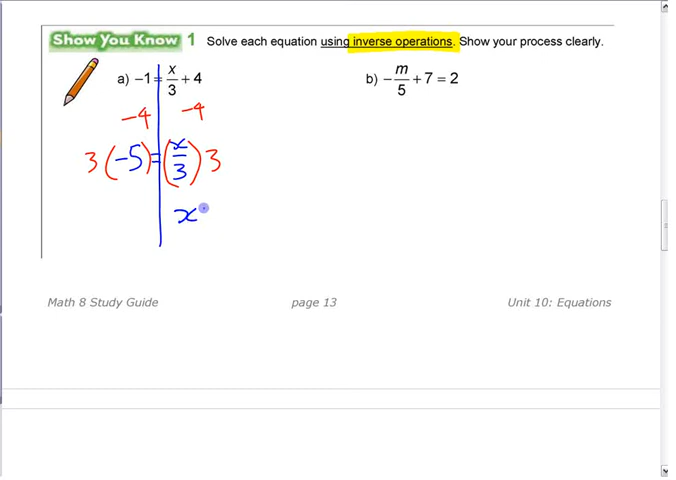 Show You Know 1 Solve each equation using inverse operations. Show your process clearly.
a) −1 = x/3 + 4 b) −m/5 + 7 = 2
−4 −4
3 (−5) = (x/3) 3
x
Math 8 Study Guide page 13 Unit 10: Equations